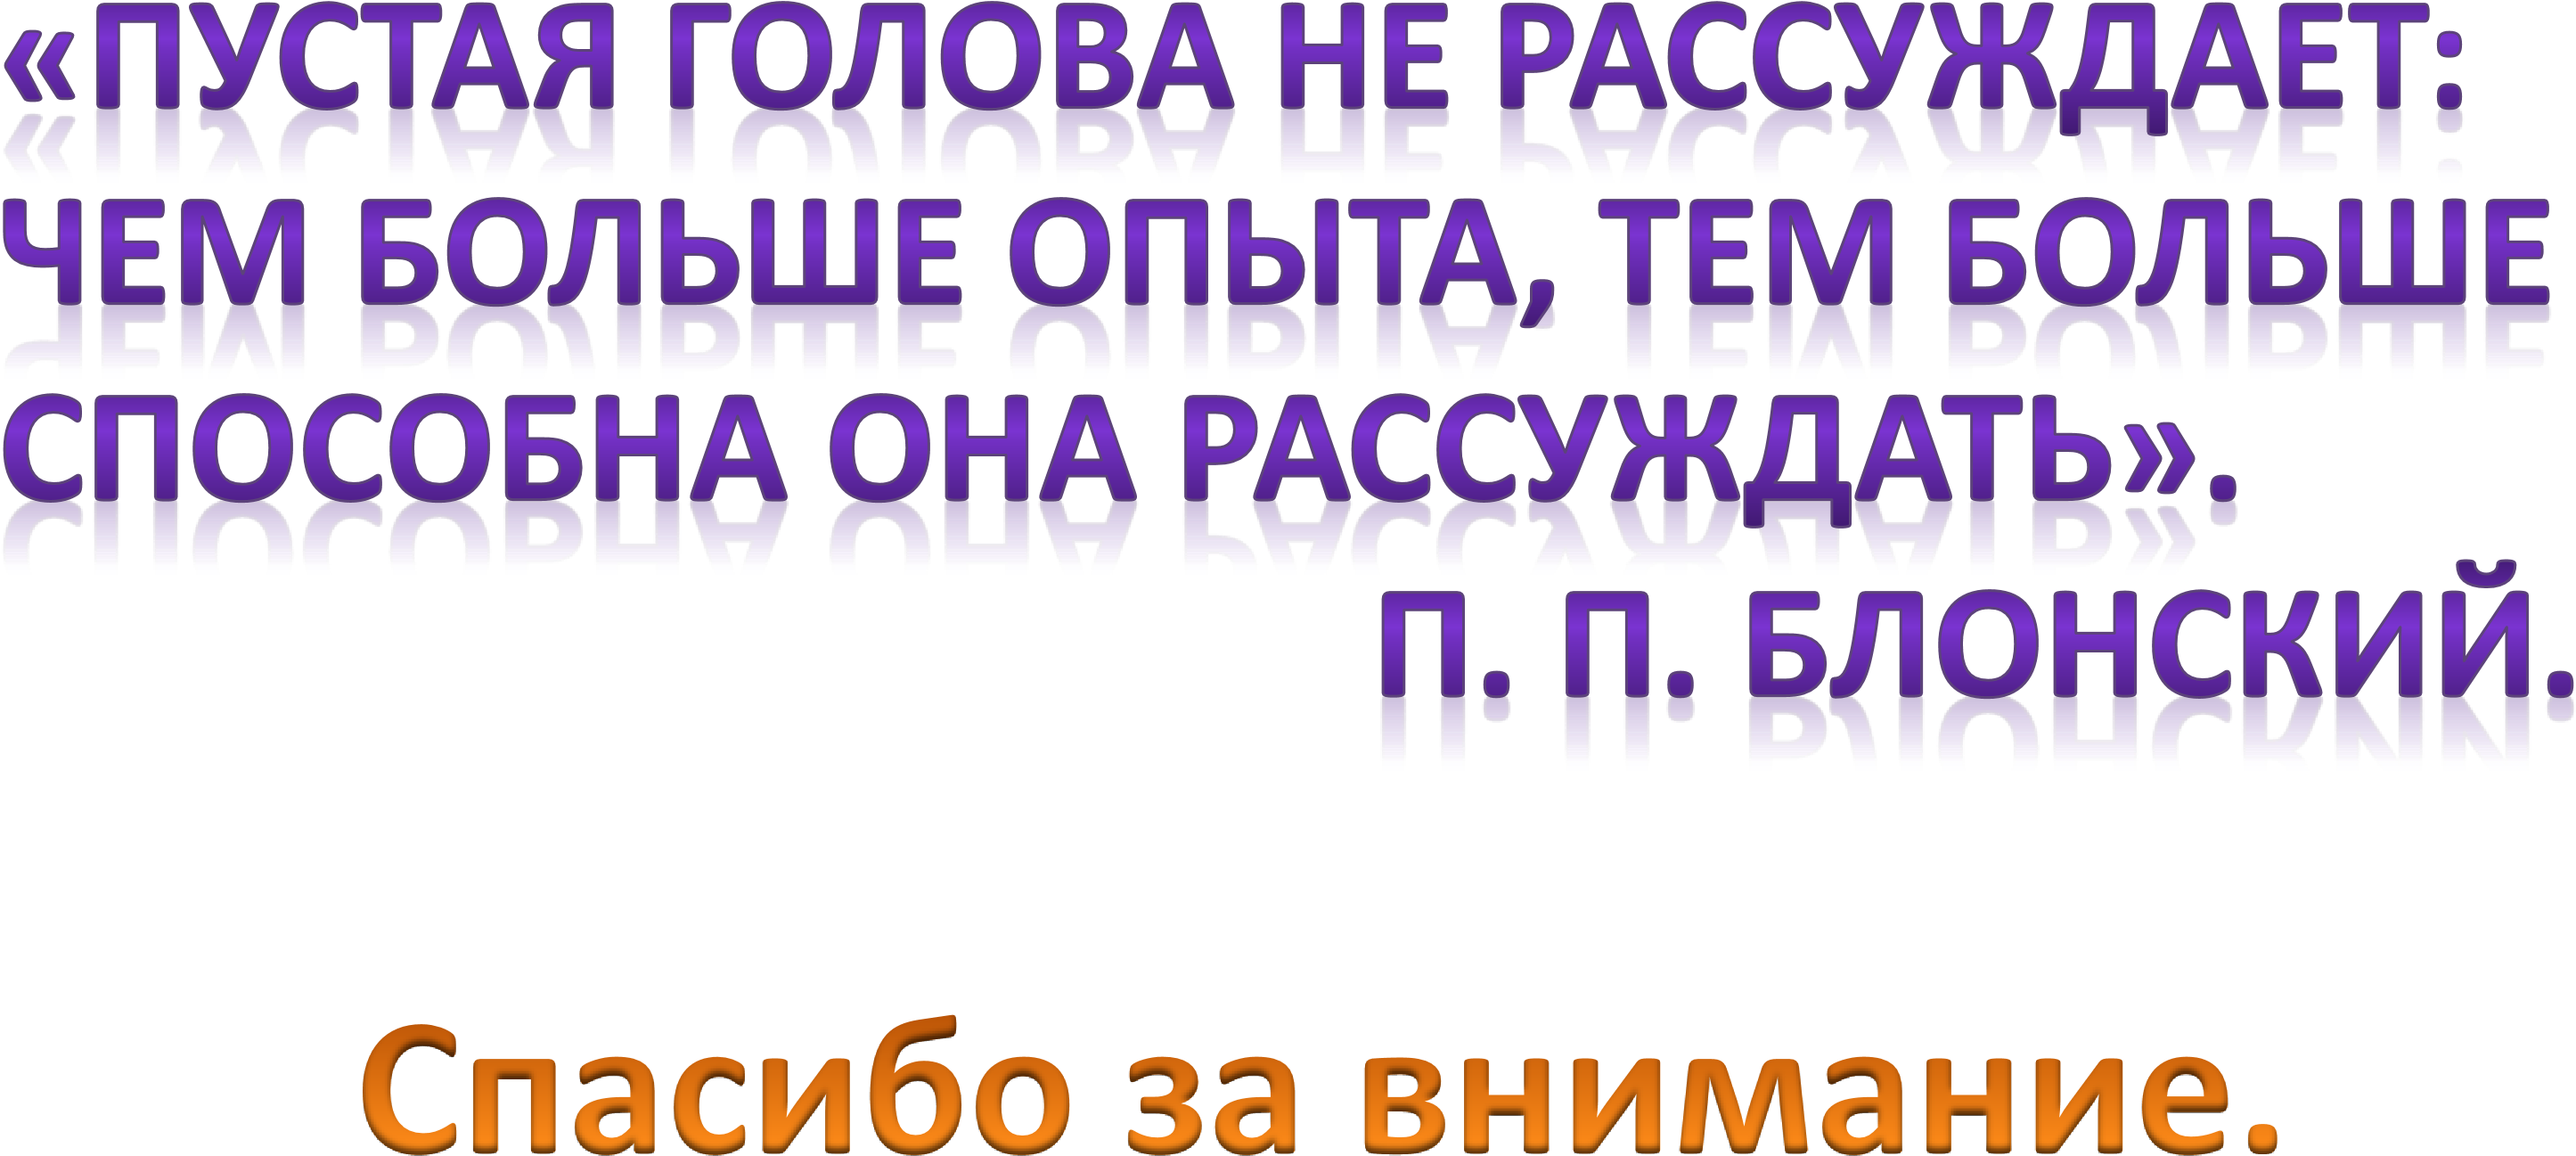 «ПУСТАЯ ГОЛОВА НЕ РАССУЖДАЕТ:
ЧЕМ БОЛЬШЕ ОПЫТА, ТЕМ БОЛЬШЕ
СПОСОБНА ОНА РАССУЖДАТЬ».
П. П. БЛОНСКИЙ.
Спасибо за внимание.